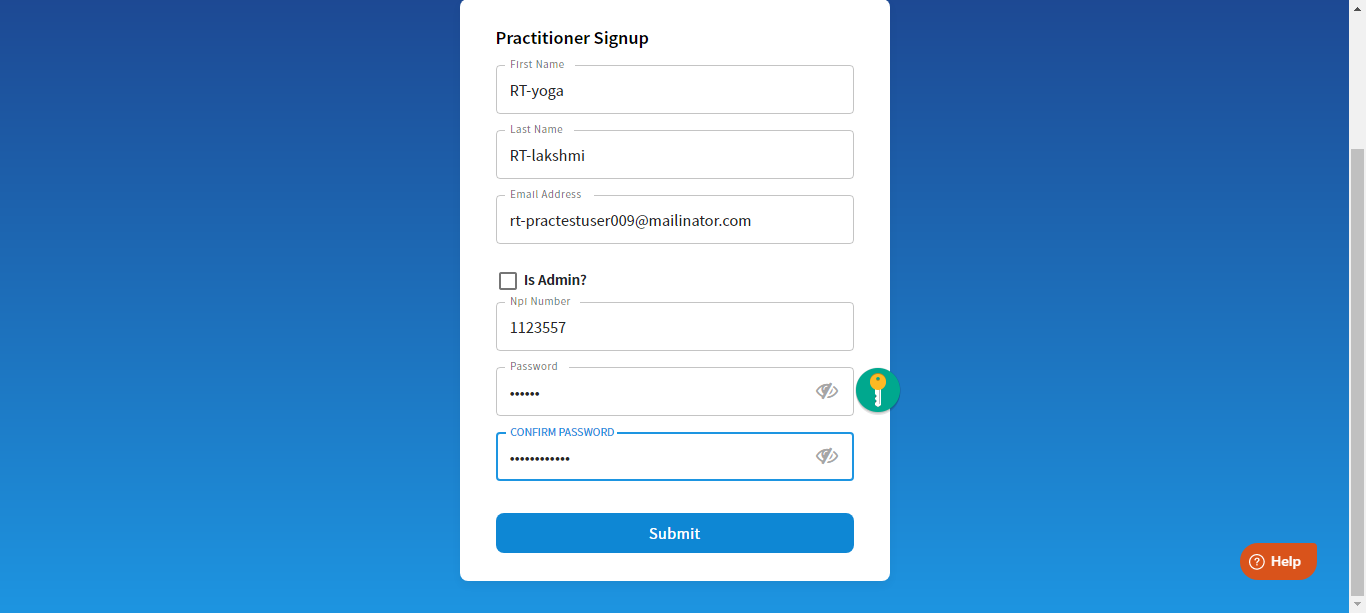 Practitioner Signup
First Name
RT-yoga
Last Name
RT-lakshmi
Email Address
rt-practestuser009@mailinator.com
Is Admin?
Npi Number
1123557
Password
••••••
CONFIRM PASSWORD
••••••••••••
Submit
? Help